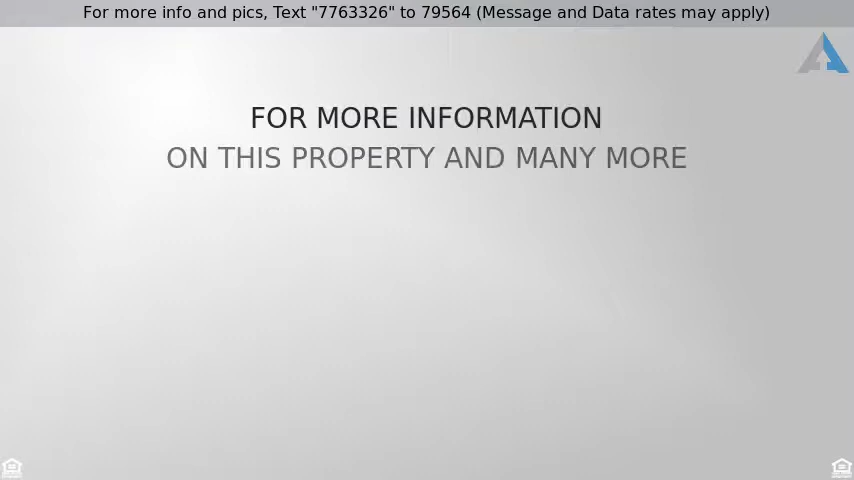 For more info and pics, Text "7763326" to 79564 (Message and Data rates may apply)
FOR MORE INFORMATION
ON THIS PROPERTY AND MANY MORE